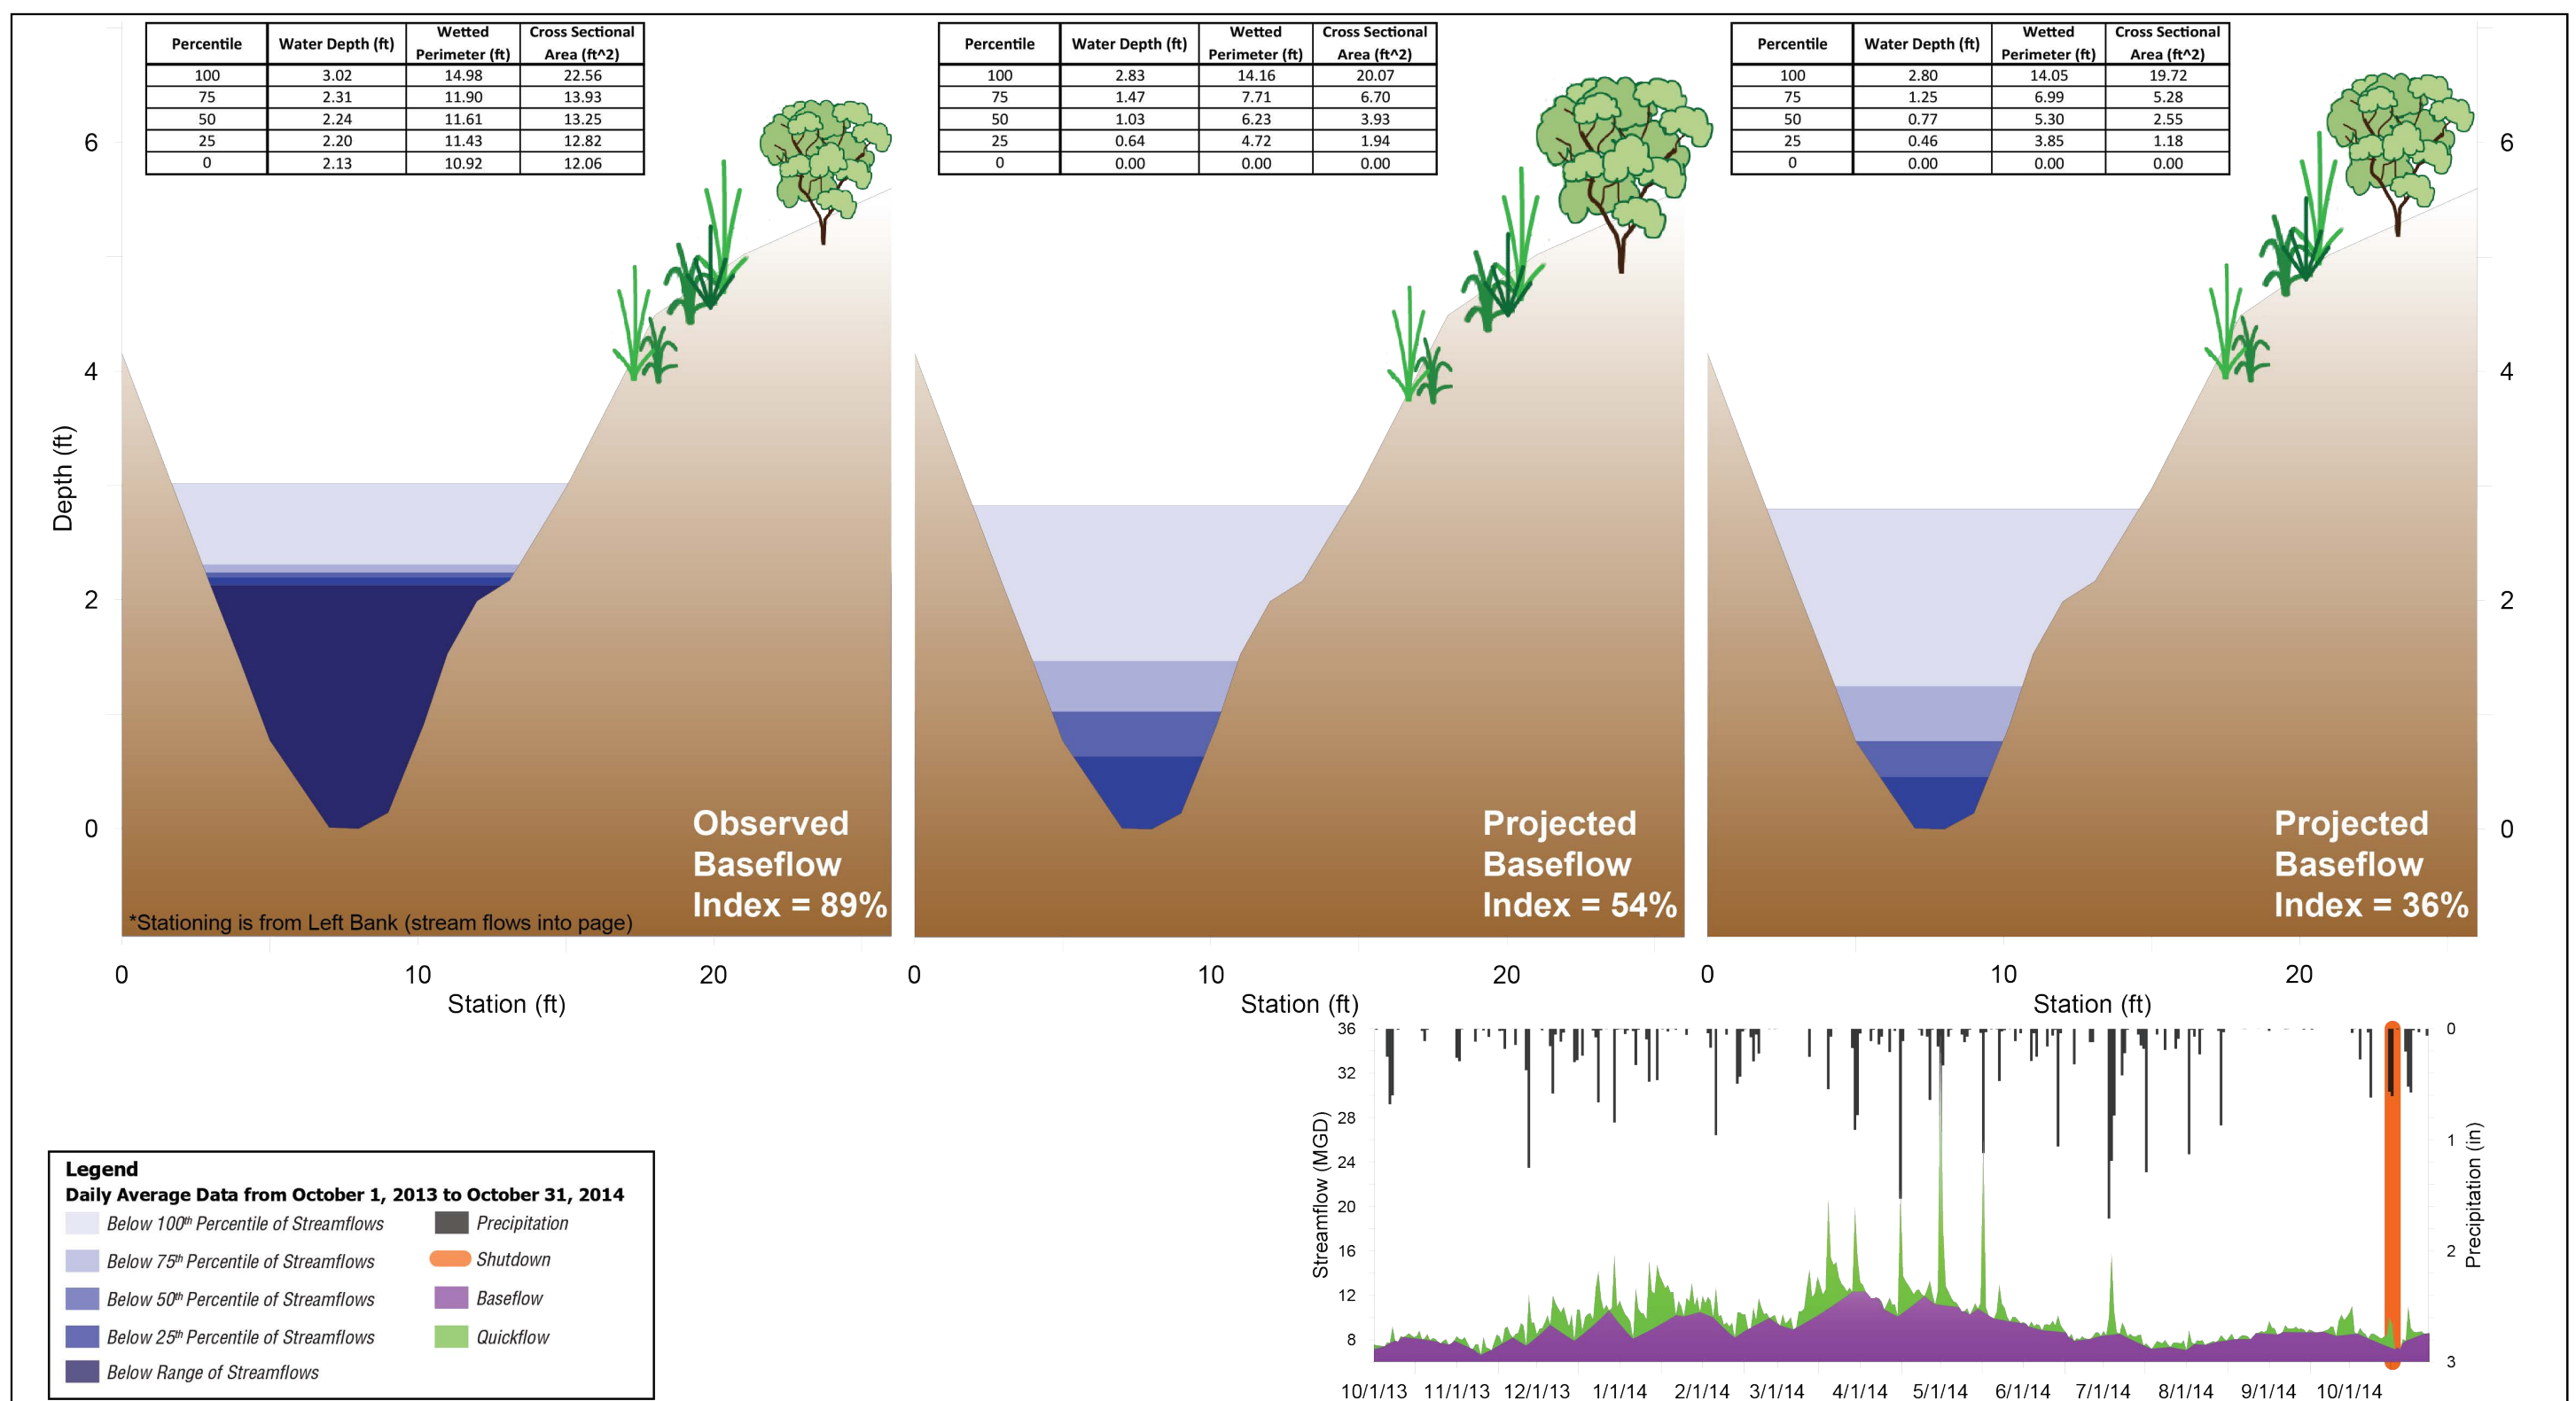 Percentile Water Depth (ft) Wetted Perimeter (ft) Cross Sectional Area (ft^2)
100 3.02 14.98 22.56
75 2.31 11.90 13.93
50 2.24 11.61 13.25
25 2.20 11.43 12.82
0 2.13 10.92 12.06
Percentile Water Depth (ft) Wetted Perimeter (ft) Cross Sectional Area (ft^2)
100 2.83 14.16 20.07
75 1.47 7.71 6.70
50 1.03 6.23 3.93
25 0.64 4.72 1.94
0 0.00 0.00 0.00
Percentile Water Depth (ft) Wetted Perimeter (ft) Cross Sectional Area (ft^2)
100 2.80 14.05 19.72
75 1.25 6.99 5.28
50 0.77 5.30 2.55
25 0.46 3.85 1.18
0 0.00 0.00 0.00
Depth (ft)
6
4
2
0
6
4
2
0
Observed
Baseflow
Index = 89%
*Stationing is from Left Bank (stream flows into page)
Projected
Baseflow
Index = 54%
Projected
Baseflow
Index = 36%
0 10 20
Station (ft)
0 10 20
Station (ft)
0 10 20
Station (ft)
Legend
Daily Average Data from October 1, 2013 to October 31, 2014
Below 100th Percentile of Streamflows
Below 75th Percentile of Streamflows
Below 50th Percentile of Streamflows
Below 25th Percentile of Streamflows
Below Range of Streamflows
Precipitation
Shutdown
Baseflow
Quickflow
Streamflow (MGD)
36
32
28
24
20
16
12
8
0
1
2
3
Precipitation (in)
10/1/13 11/1/13 12/1/13 1/1/14 2/1/14 3/1/14 4/1/14 5/1/14 6/1/14 7/1/14 8/1/14 9/1/14 10/1/14